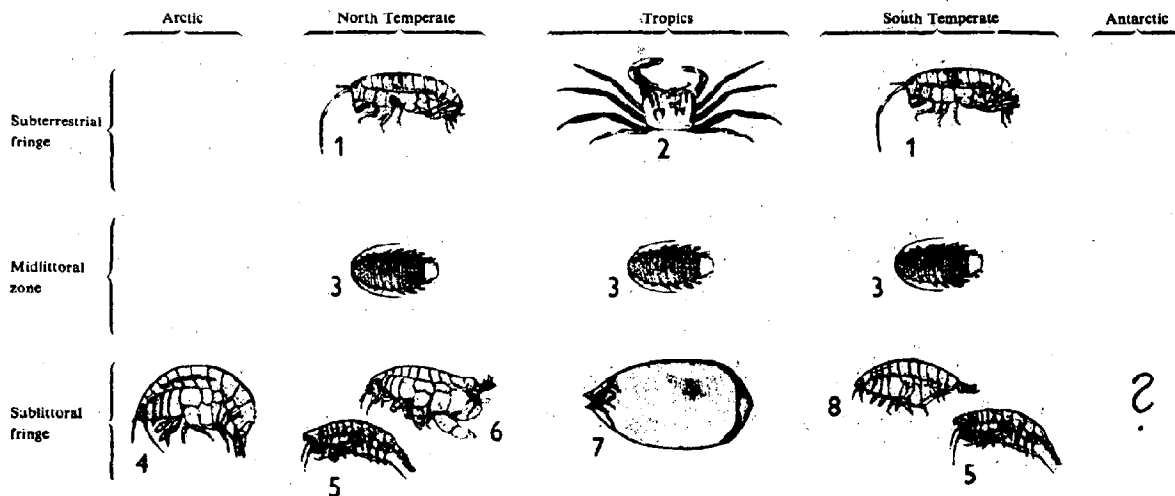 Arctic North Temperate Tropics South Temperate Antarctic
Subterrestrial
fringe
1 2 1
Midlittoral
zone
3 3 3
Sublittoral
fringe
4 5 6 7 8 5 ?